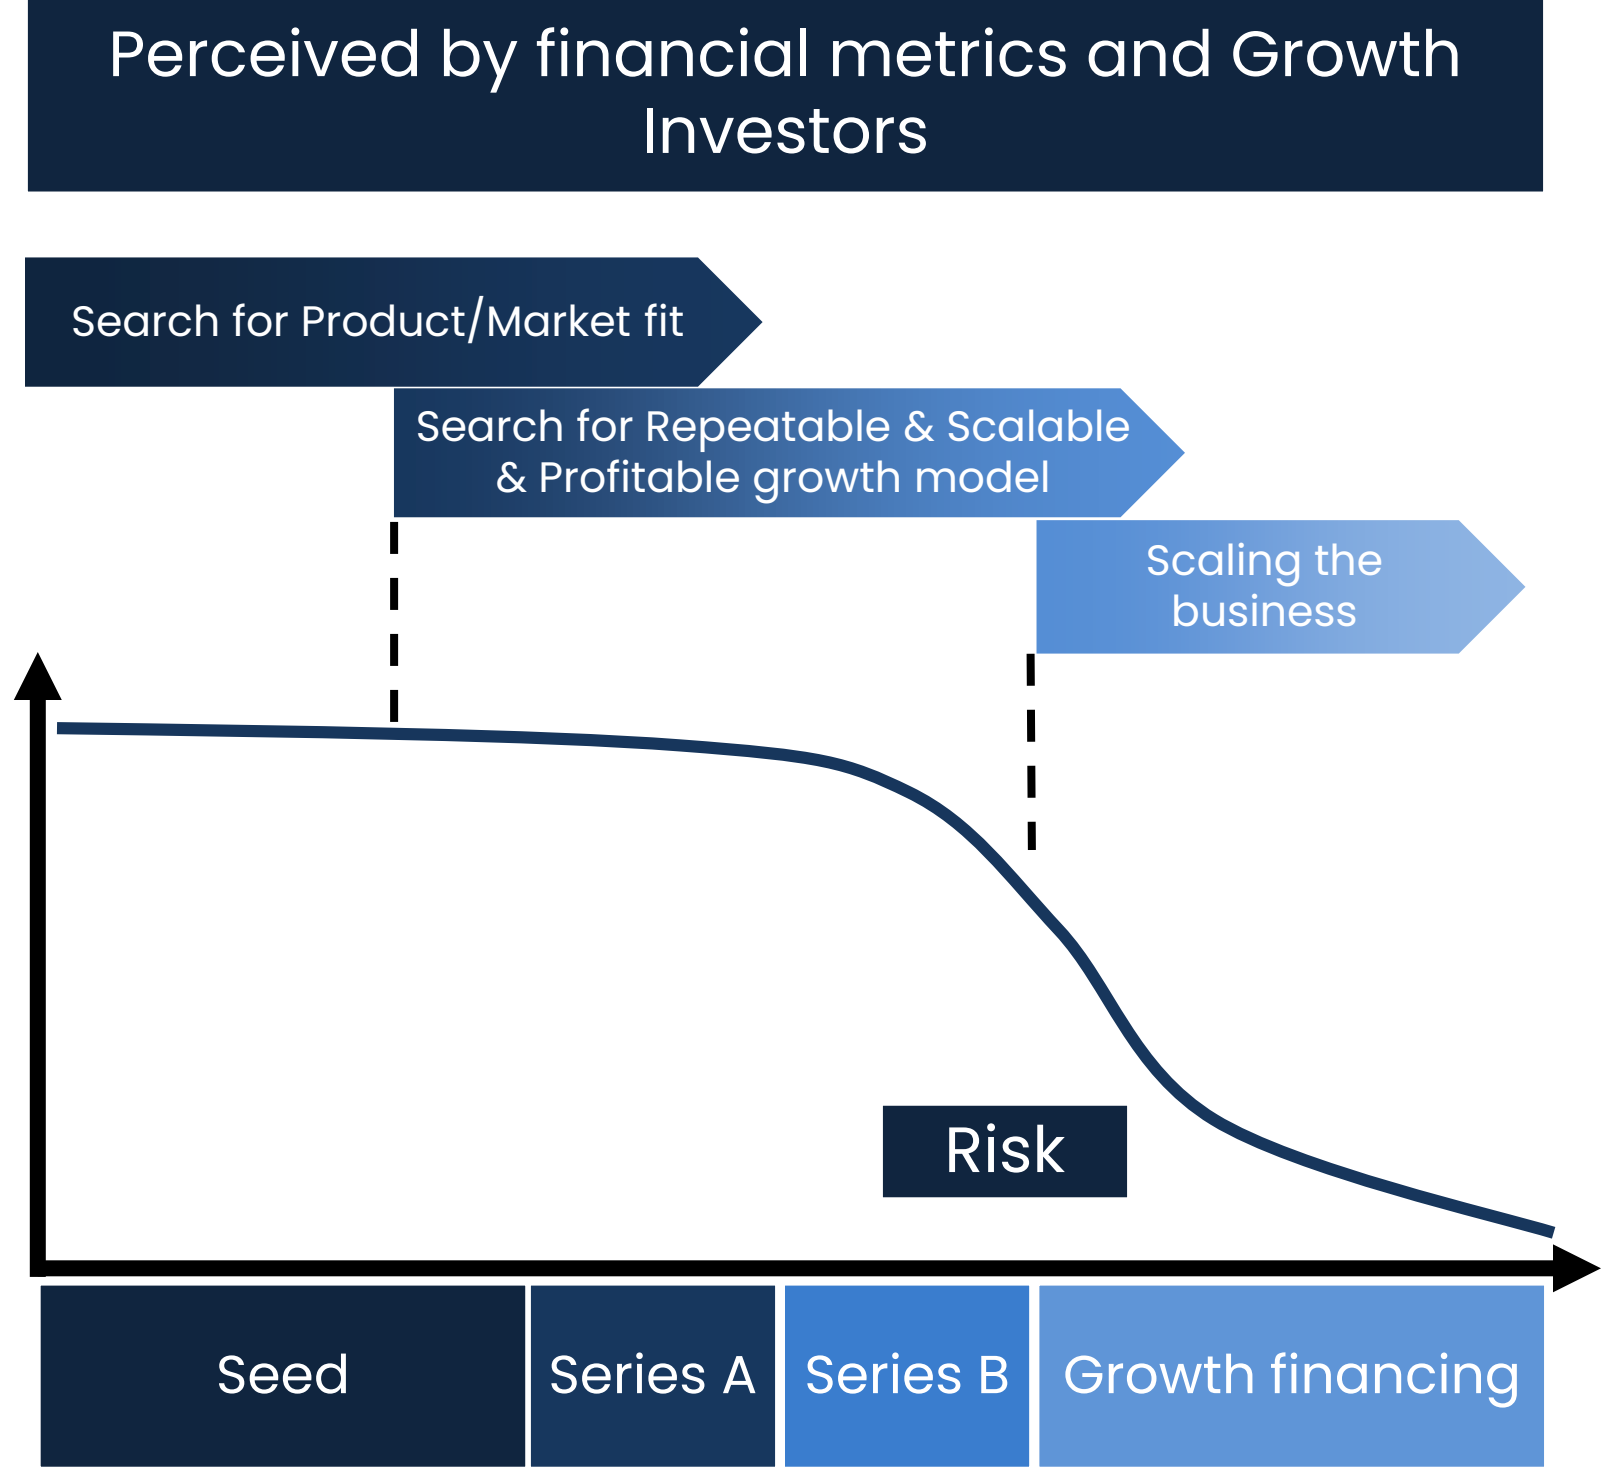 Perceived by financial metrics and Growth
Investors
Search for Product/Market fit
Search for Repeatable & Scalable
& Profitable growth model
Scaling the
business
Risk
Seed
Series A
Series B
Growth financing